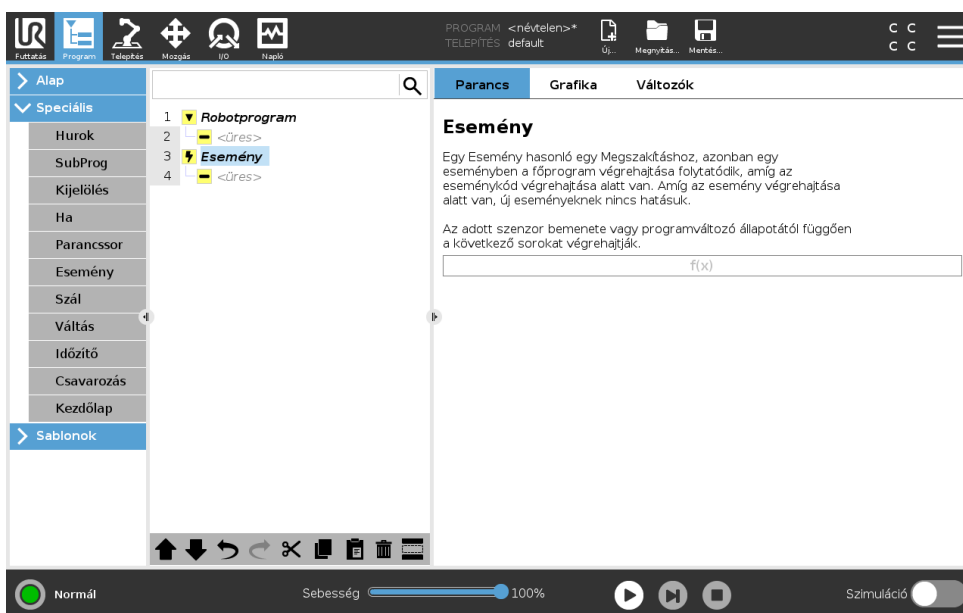 UR
Futtatás
Program
Telepítés
Mozgás
I/O
Napló
PROGRAM <névtelen>*
TELEPÍTÉS default
Új...
Megnyitás...
Mentés...
C C
C C
Alap
Speciális
Hurok
SubProg
Kijelölés
Ha
Parancssor
Esemény
Szál
Váltás
Időzítő
Csavarozás
Kezdőlap
Sablonok
1 Robotprogram
2 <üres>
3 Esemény
4 <üres>
Parancs Grafika Változók
Esemény
Egy Esemény hasonló egy Megszakításhoz, azonban egy
eseményben a főprogram végrehajtása folytatódik, amíg az
eseménykód végrehajtása alatt van. Amíg az esemény végrehajtása
alatt van, új eseményeknek nincs hatásuk.
Az adott szenzor bemenete vagy programváltozó állapotától függően
a következő sorokat végrehajtják.
f(x)
Normál
Sebesség 100%
Szimuláció